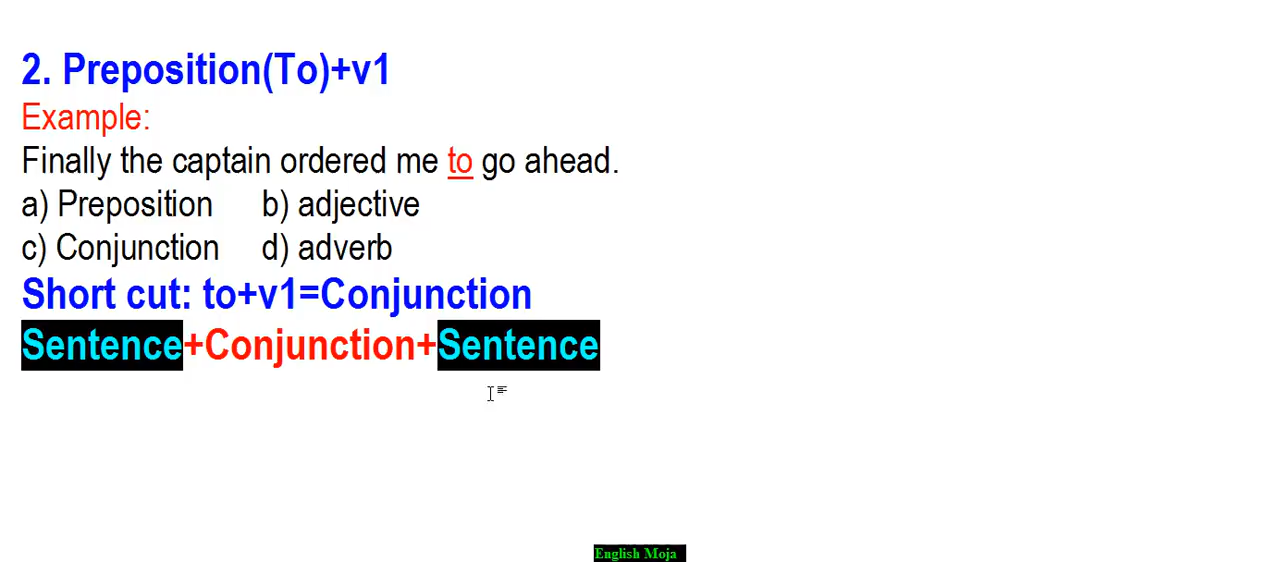 2. Preposition(To)+v1
Example:
Finally the captain ordered me to go ahead.
a) Preposition b) adjective
c) Conjunction d) adverb
Short cut: to+v1=Conjunction
Sentence+Conjunction+Sentence
English Moja